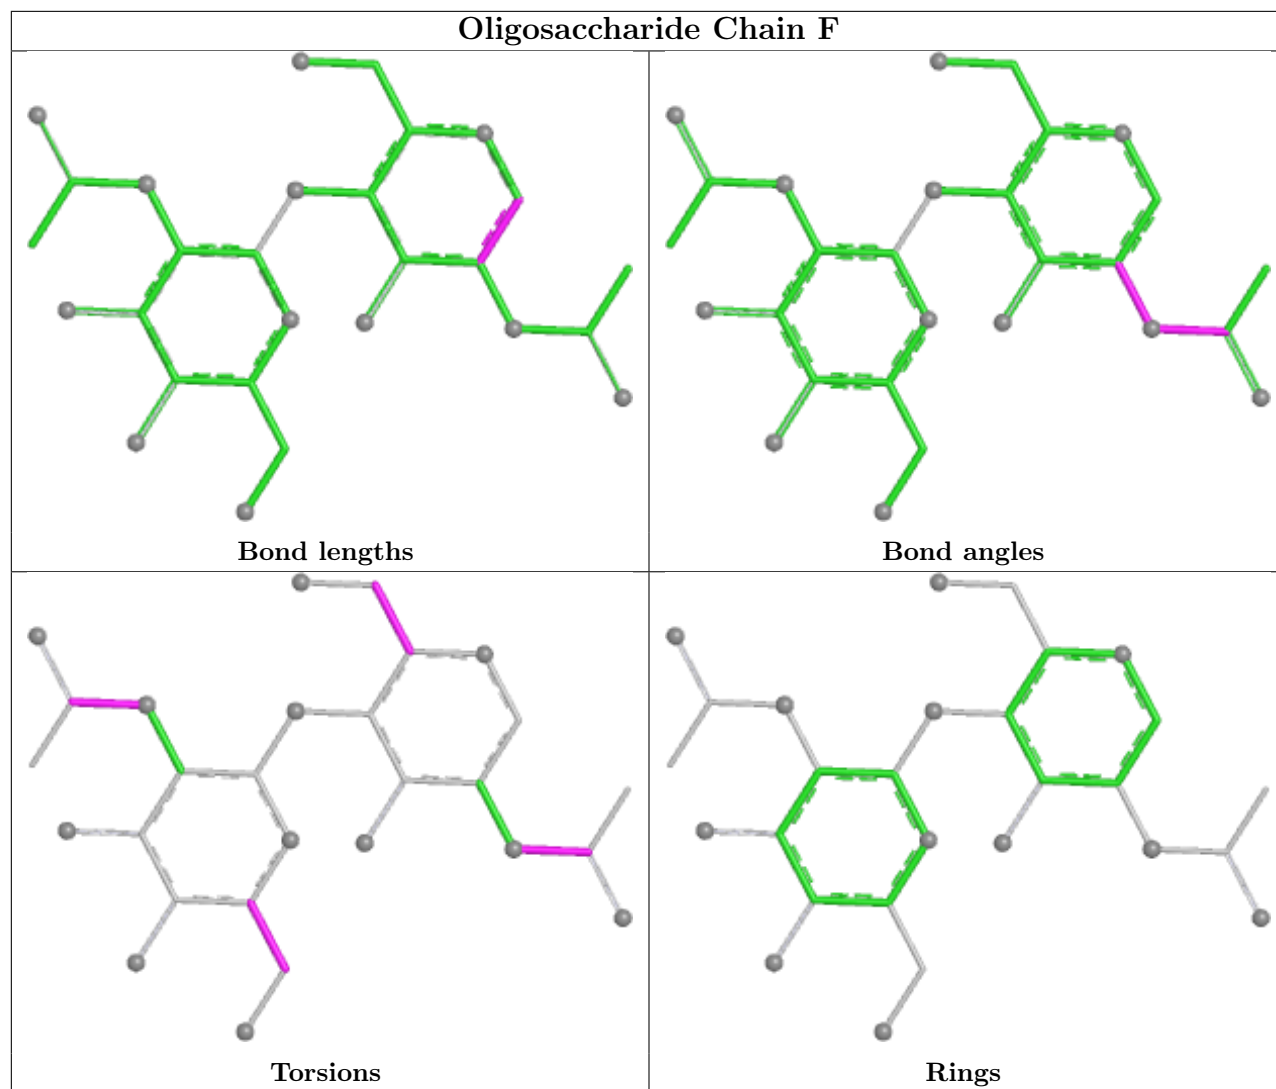 Oligosaccharide Chain F
Bond lengths
Bond angles
Torsions
Rings